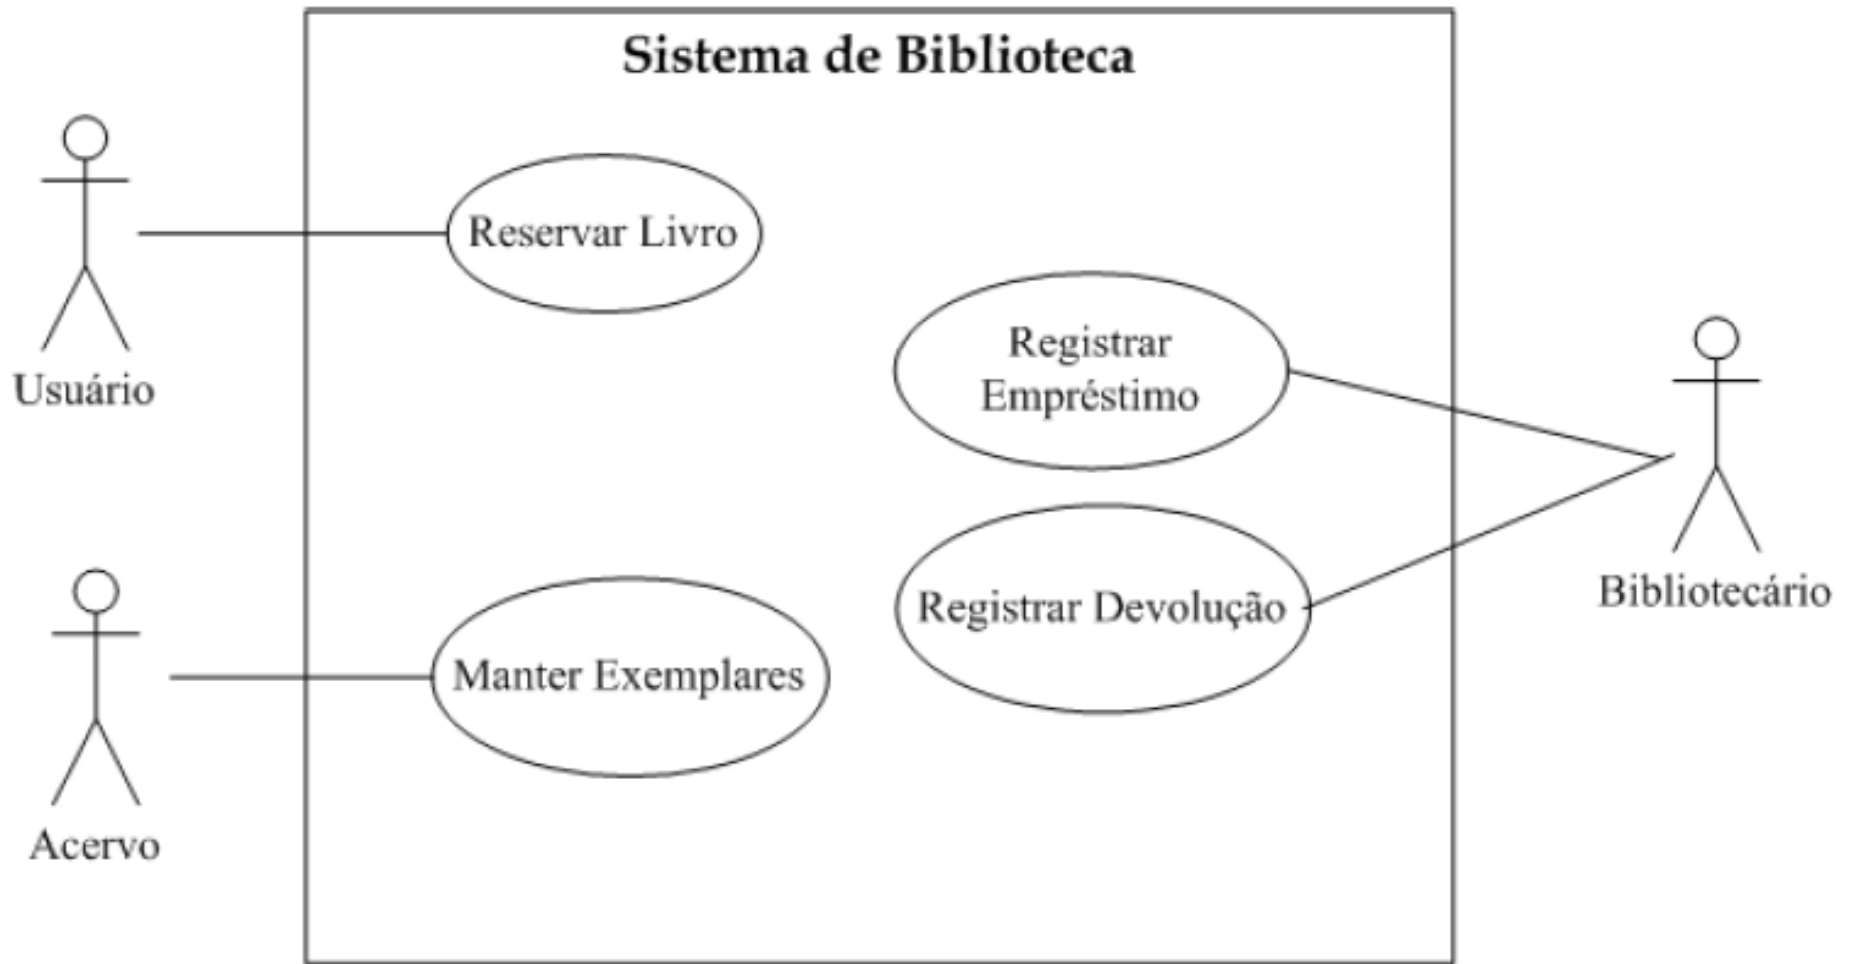 Sistema de Biblioteca
Reservar Livro
Usuário
Registrar
Empréstimo
Registrar Devolução
Bibliotecário
Manter Exemplares
Acervo